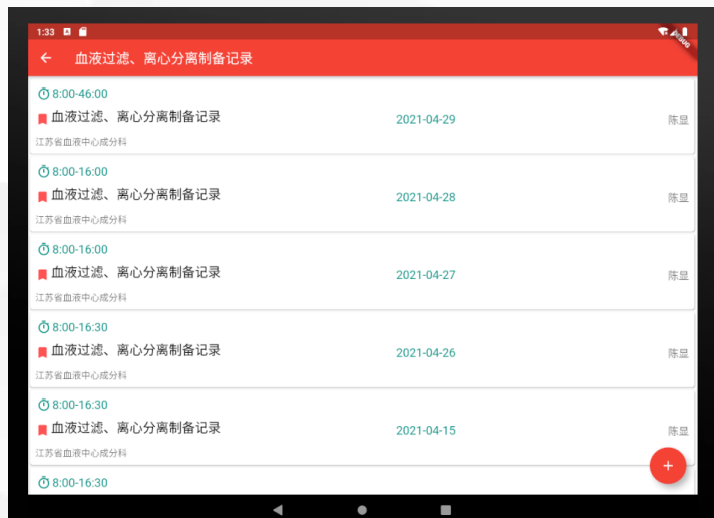 1:33
DEBUG
血液过滤、离心分离制备记录
8:00-46:00
血液过滤、离心分离制备记录 2021-04-29 陈显
江苏省血液中心成分科
8:00-16:00
血液过滤、离心分离制备记录 2021-04-28 陈显
江苏省血液中心成分科
8:00-16:00
血液过滤、离心分离制备记录 2021-04-27 陈显
江苏省血液中心成分科
8:00-16:30
血液过滤、离心分离制备记录 2021-04-26 陈显
江苏省血液中心成分科
8:00-16:30
血液过滤、离心分离制备记录 2021-04-15 陈显
江苏省血液中心成分科
8:00-16:30